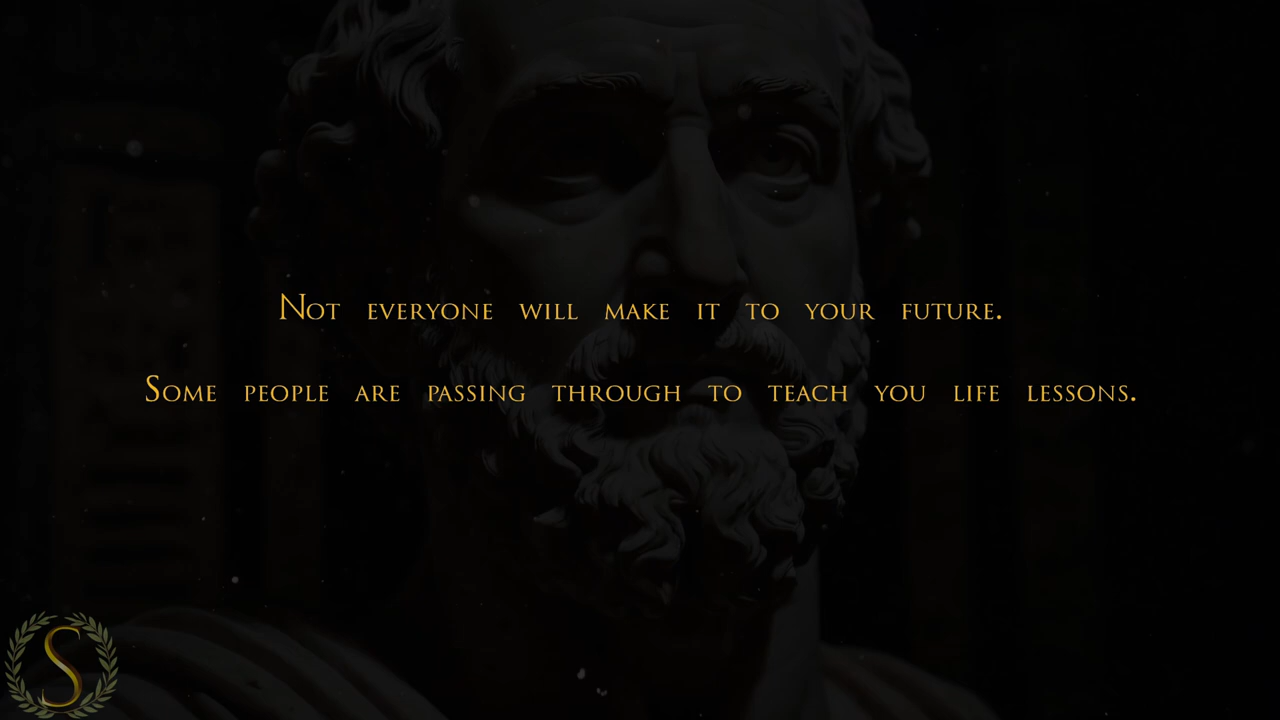 Not everyone will make it to your future.
Some people are passing through to teach you life lessons.
S